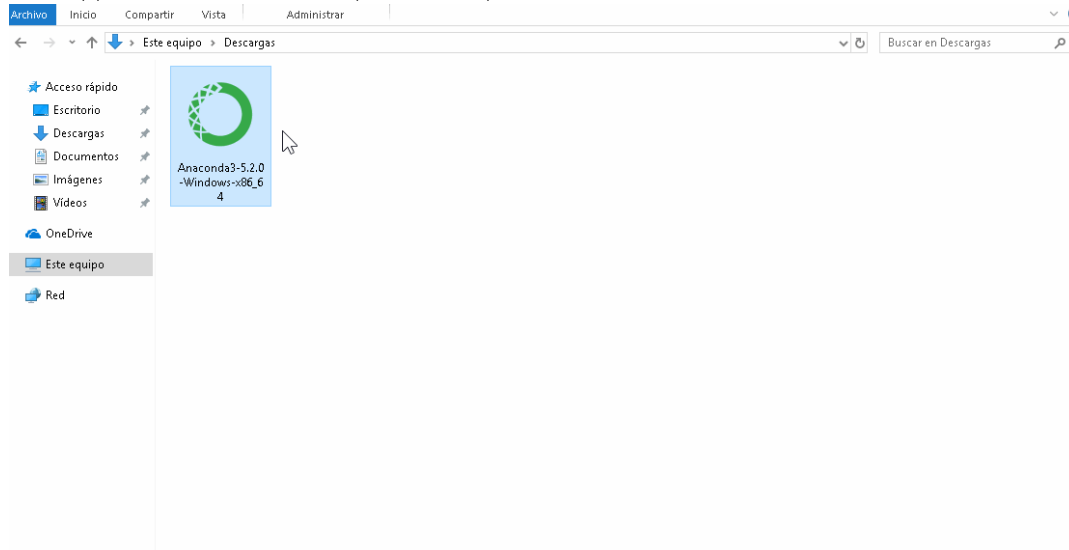 Archivo Inicio Compartir Vista Administrar
Este equipo > Descargas Buscar en Descargas
Acceso rápido
Escritorio
Descargas
Documentos
Imágenes
Vídeos
OneDrive
Este equipo
Red
Anaconda3-5.2.0
-Windows-x86_6
4